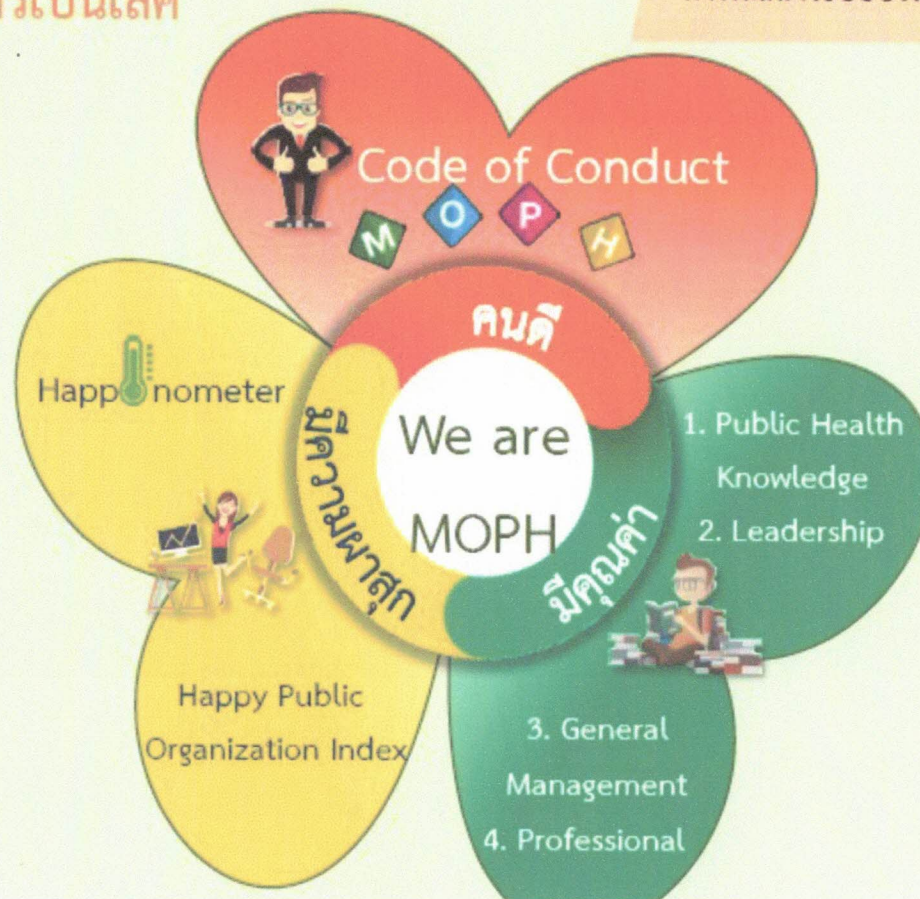 Code of Conduct
M O P H
คนดี
Happinometer
มีความผาสุก
We are
MOPH
มีคุณค่า
1. Public Health
Knowledge
2. Leadership
Happy Public
Organization Index
3. General
Management
4. Professional